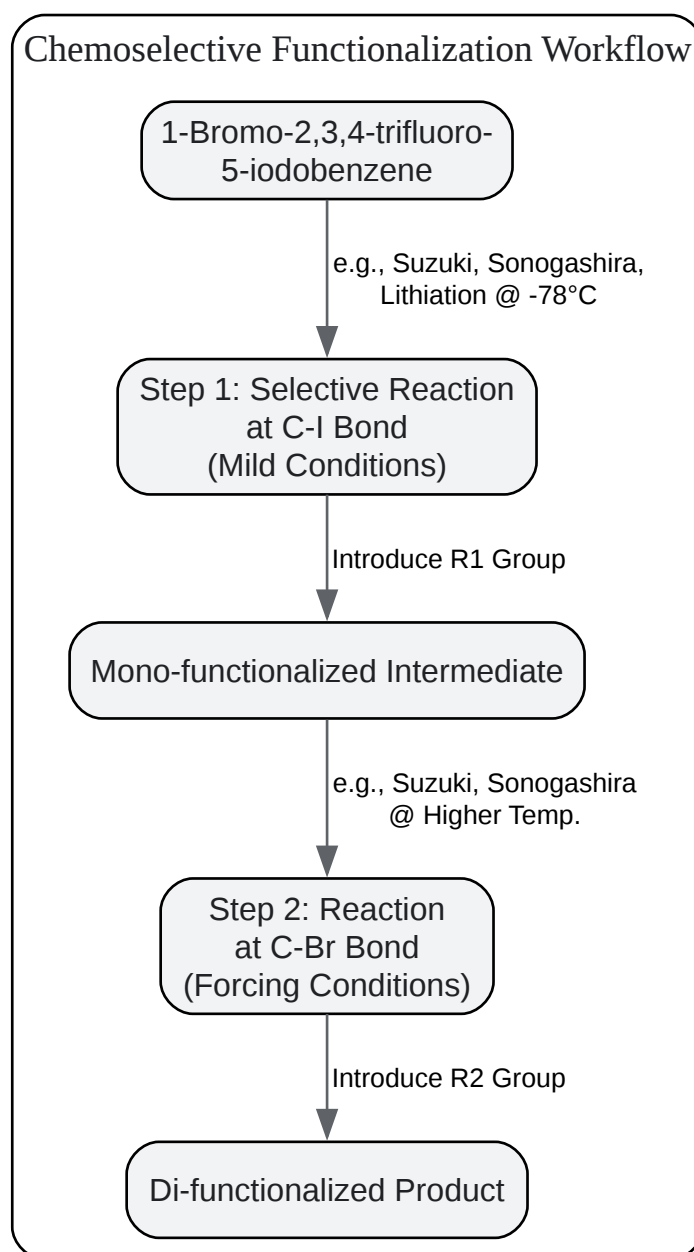 Chemoselective Functionalization Workflow
1-Bromo-2,3,4-trifluoro-
5-iodobenzene
e.g., Suzuki, Sonogashira,
Lithiation @ -78°C
Step 1: Selective Reaction
at C-I Bond
(Mild Conditions)
Introduce R1 Group
Mono-functionalized Intermediate
e.g., Suzuki, Sonogashira
@ Higher Temp.
Step 2: Reaction
at C-Br Bond
(Forcing Conditions)
Introduce R2 Group
Di-functionalized Product